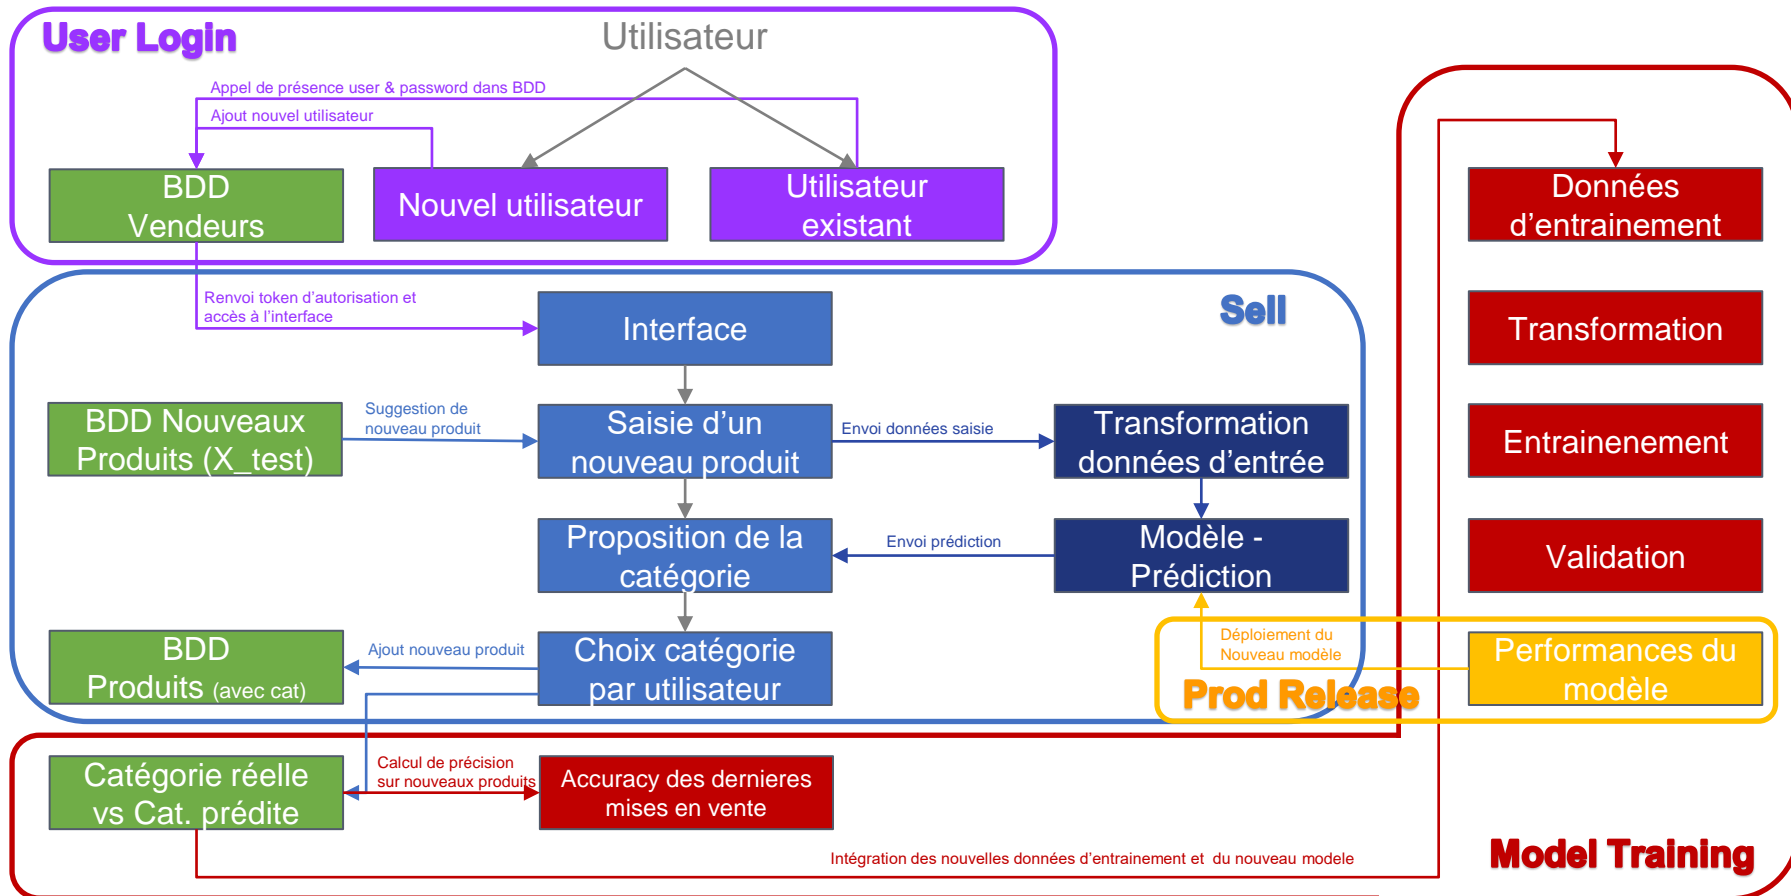 User Login
Utilisateur
Appel de présence user & password dans BDD
Ajout nouvel utilisateur
BDD
Vendeurs
Nouvel utilisateur
Utilisateur
existant
Données
d'entrainement
Renvoi token d'autorisation et
accès à l'interface
Interface
Sell
Transformation
BDD Nouveaux
Produits (X_test)
Suggestion de
nouveau produit
Saisie d'un
nouveau produit
Envoi données saisie
Transformation
données d'entrée
Entrainenement
Proposition de la
catégorie
Envoi prédiction
Modèle -
Prédiction
Validation
BDD
Produits (avec cat)
Ajout nouveau produit
Choix catégorie
par utilisateur
Déploiement du
Nouveau modèle
Prod Release
Performances du
modèle
Catégorie réelle
vs Cat. prédite
Calcul de précision
sur nouveaux produits
Accuracy des dernieres
mises en vente
Intégration des nouvelles données d'entrainement et du nouveau modele
Model Training